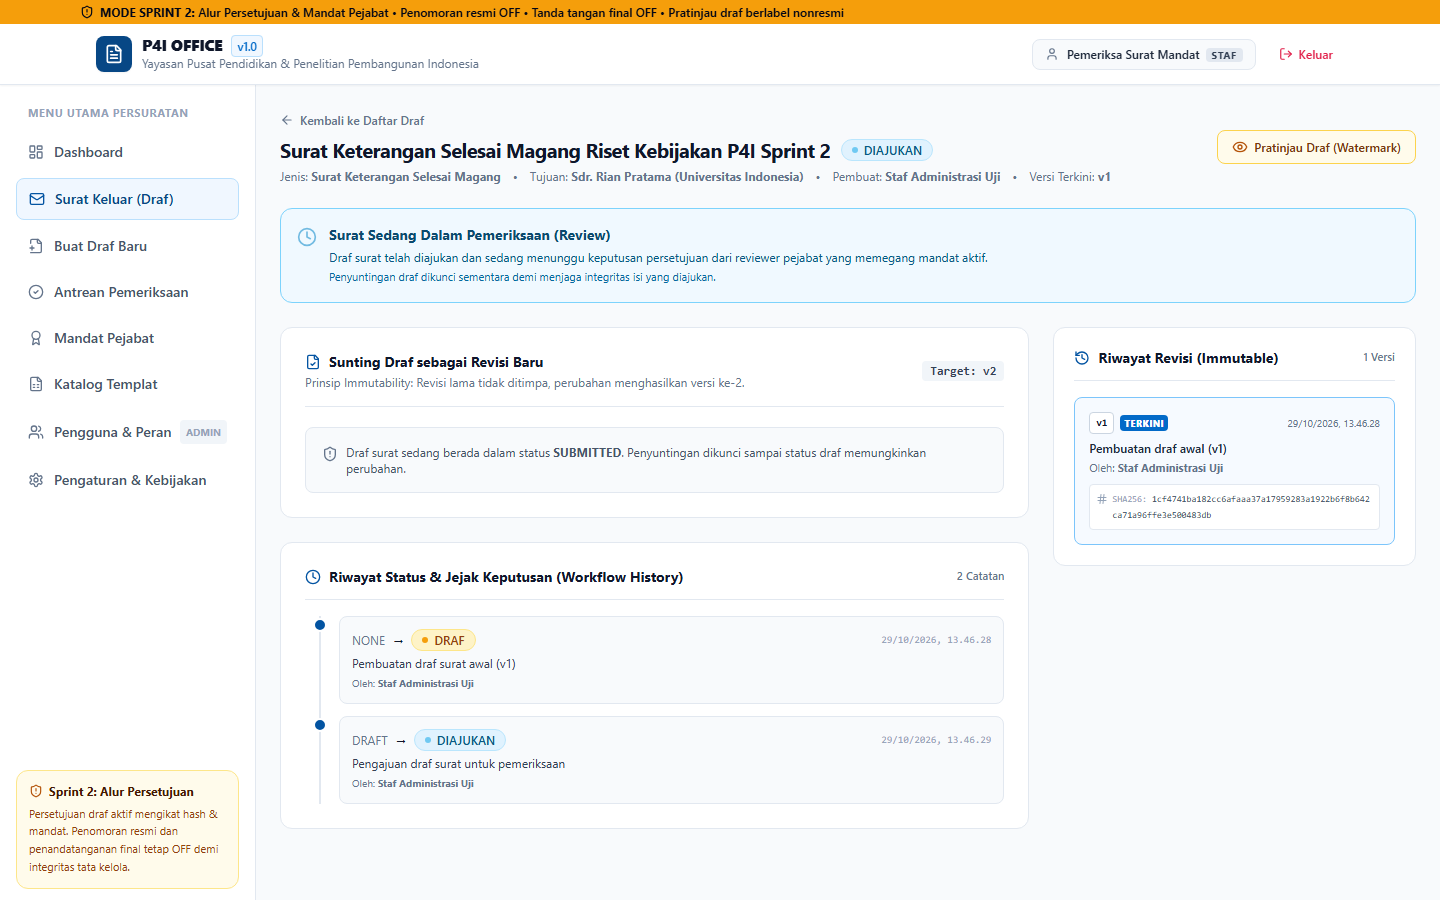 MODE SPRINT 2: Alur Persetujuan & Mandat Pejabat • Penomoran resmi OFF • Tanda tangan final OFF • Pratinjau draf berlabel nonresmi
P4I OFFICE v1.0
Yayasan Pusat Pendidikan & Penelitian Pembangunan Indonesia
Pemeriksa Surat Mandat STAF
Keluar
MENU UTAMA PERSURATAN
Dashboard
Surat Keluar (Draf)
Buat Draf Baru
Antrean Pemeriksaan
Mandat Pejabat
Katalog Templat
Pengguna & Peran ADMIN
Pengaturan & Kebijakan
Sprint 2: Alur Persetujuan
Persetujuan draf aktif mengikat hash &
mandat. Penomoran resmi dan
penandatanganan final tetap OFF demi
integritas tata kelola.
Kembali ke Daftar Draf
Surat Keterangan Selesai Magang Riset Kebijakan P4I Sprint 2 DIAJUKAN
Pratinjau Draf (Watermark)
Jenis: Surat Keterangan Selesai Magang • Tujuan: Sdr. Rian Pratama (Universitas Indonesia) • Pembuat: Staf Administrasi Uji • Versi Terkini: v1
Surat Sedang Dalam Pemeriksaan (Review)
Draf surat telah diajukan dan sedang menunggu keputusan persetujuan dari reviewer pejabat yang memegang mandat aktif.
Penyuntingan draf dikunci sementara demi menjaga integritas isi yang diajukan.
Sunting Draf sebagai Revisi Baru
Prinsip Immutability: Revisi lama tidak ditimpa, perubahan menghasilkan versi ke-2.
Target: v2
Draf surat sedang berada dalam status SUBMITTED. Penyuntingan dikunci sampai status draf memungkinkan
perubahan.
Riwayat Status & Jejak Keputusan (Workflow History)
2 Catatan
NONE → DRAF
29/10/2026, 13.46.28
Pembuatan draf surat awal (v1)
Oleh: Staf Administrasi Uji
DRAFT → DIAJUKAN
29/10/2026, 13.46.29
Pengajuan draf surat untuk pemeriksaan
Oleh: Staf Administrasi Uji
Riwayat Revisi (Immutable)
1 Versi
v1 TERKINI
29/10/2026, 13.46.28
Pembuatan draf awal (v1)
Oleh: Staf Administrasi Uji
SHA256: 1cf4741ba182cc6afaaa37a17959283a1922b6f8b642
ca71a96ffe3e500483db